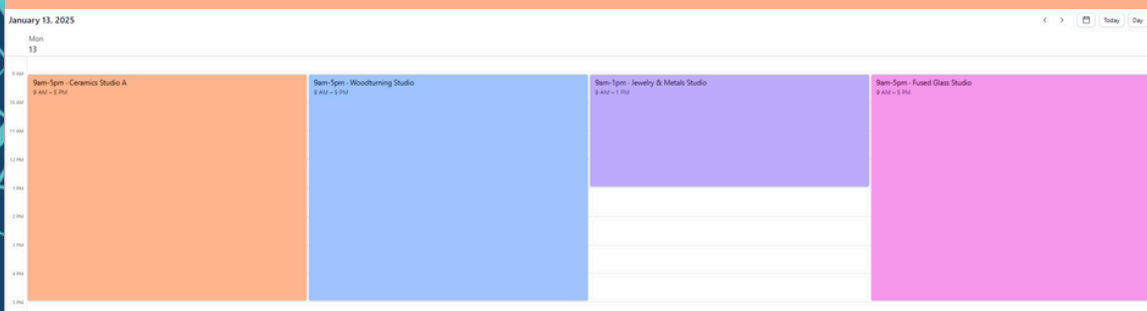 January 13, 2025
Today
Day
Mon
13
9 AM
10 AM
11 AM
12 PM
1 PM
2 PM
3 PM
4 PM
5 PM
9am-5pm - Ceramics Studio A
9 AM – 5 PM
9am-5pm - Woodturning Studio
9 AM – 5 PM
9am-1pm - Jewelry & Metals Studio
9 AM – 1 PM
9am-5pm - Fused Glass Studio
9 AM – 5 PM